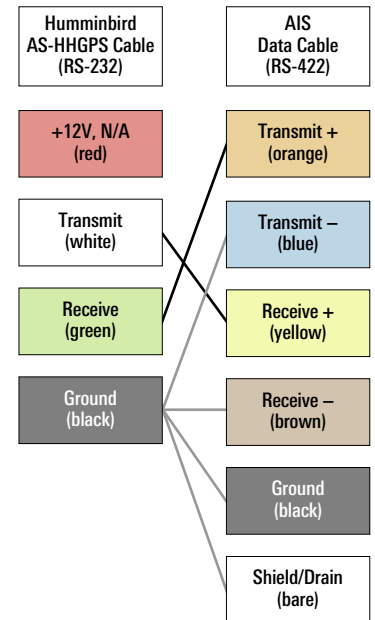 Humminbird
AS-HHGPS Cable
(RS-232)
+12V, N/A
(red)
Transmit
(white)
Receive
(green)
Ground
(black)
AIS
Data Cable
(RS-422)
Transmit +
(orange)
Transmit –
(blue)
Receive +
(yellow)
Receive –
(brown)
Ground
(black)
Shield/Drain
(bare)